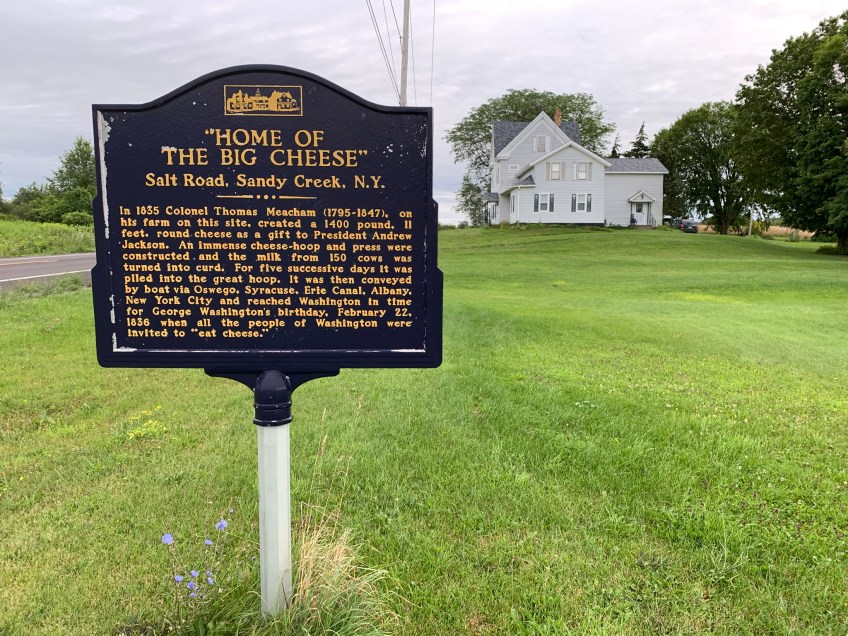 "HOME OF
THE BIG CHEESE"
Salt Road, Sandy Creek, N.Y.
In 1835 Colonel Thomas Meacham (1795-1847), on
his farm on this site, created a 1400 pound, 11
feet, round cheese as a gift to President Andrew
Jackson. An immense cheese-hoop and press were
constructed and the milk from 150 cows was
turned into curd. For five successive days it was
piled into the great hoop. It was then conveyed
by boat via Oswego, Syracuse, Erie Canal, Albany,
New York City and reached Washington in time
for George Washington's birthday, February 22,
1836 when all the people of Washington were
invited to "eat cheese."